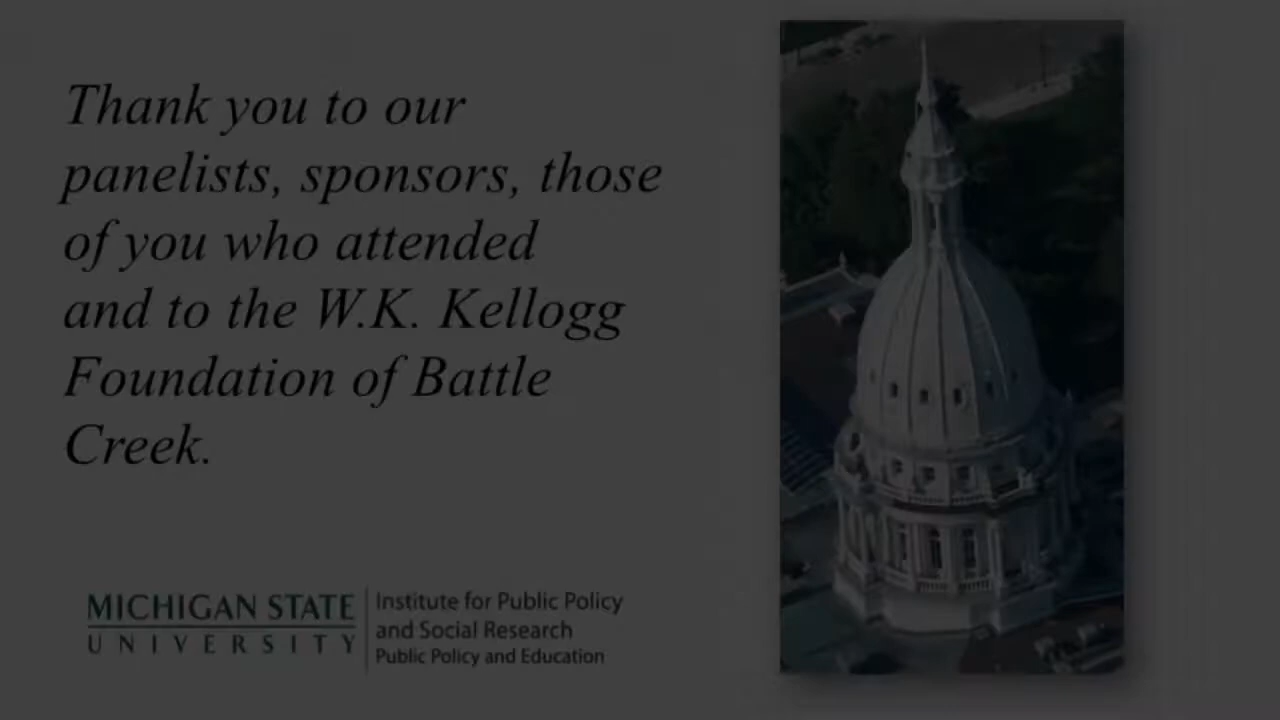 Thank you to our
panelists, sponsors, those
of you who attended
and to the W.K. Kellogg
Foundation of Battle
Creek.
MICHIGAN STATE
UNIVERSITY
Institute for Public Policy
and Social Research
Public Policy and Education